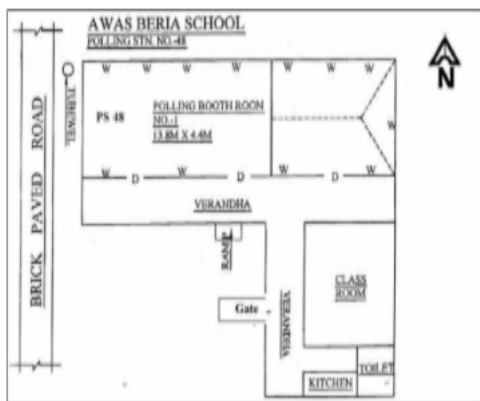 AWAS BERIA SCHOOL
POLLING STN. NO.-48
N
W W W W W W W
TUBEWEL
PS 48
POLLING BOOTH ROON
NO.-1
13.8M X 4.4M
W
BRICK PAVED ROAD
W D W D W D W
VERANDHA
RAMP
CLASS
ROOM
Gate
VERANDHA
TOILET
KITCHEN